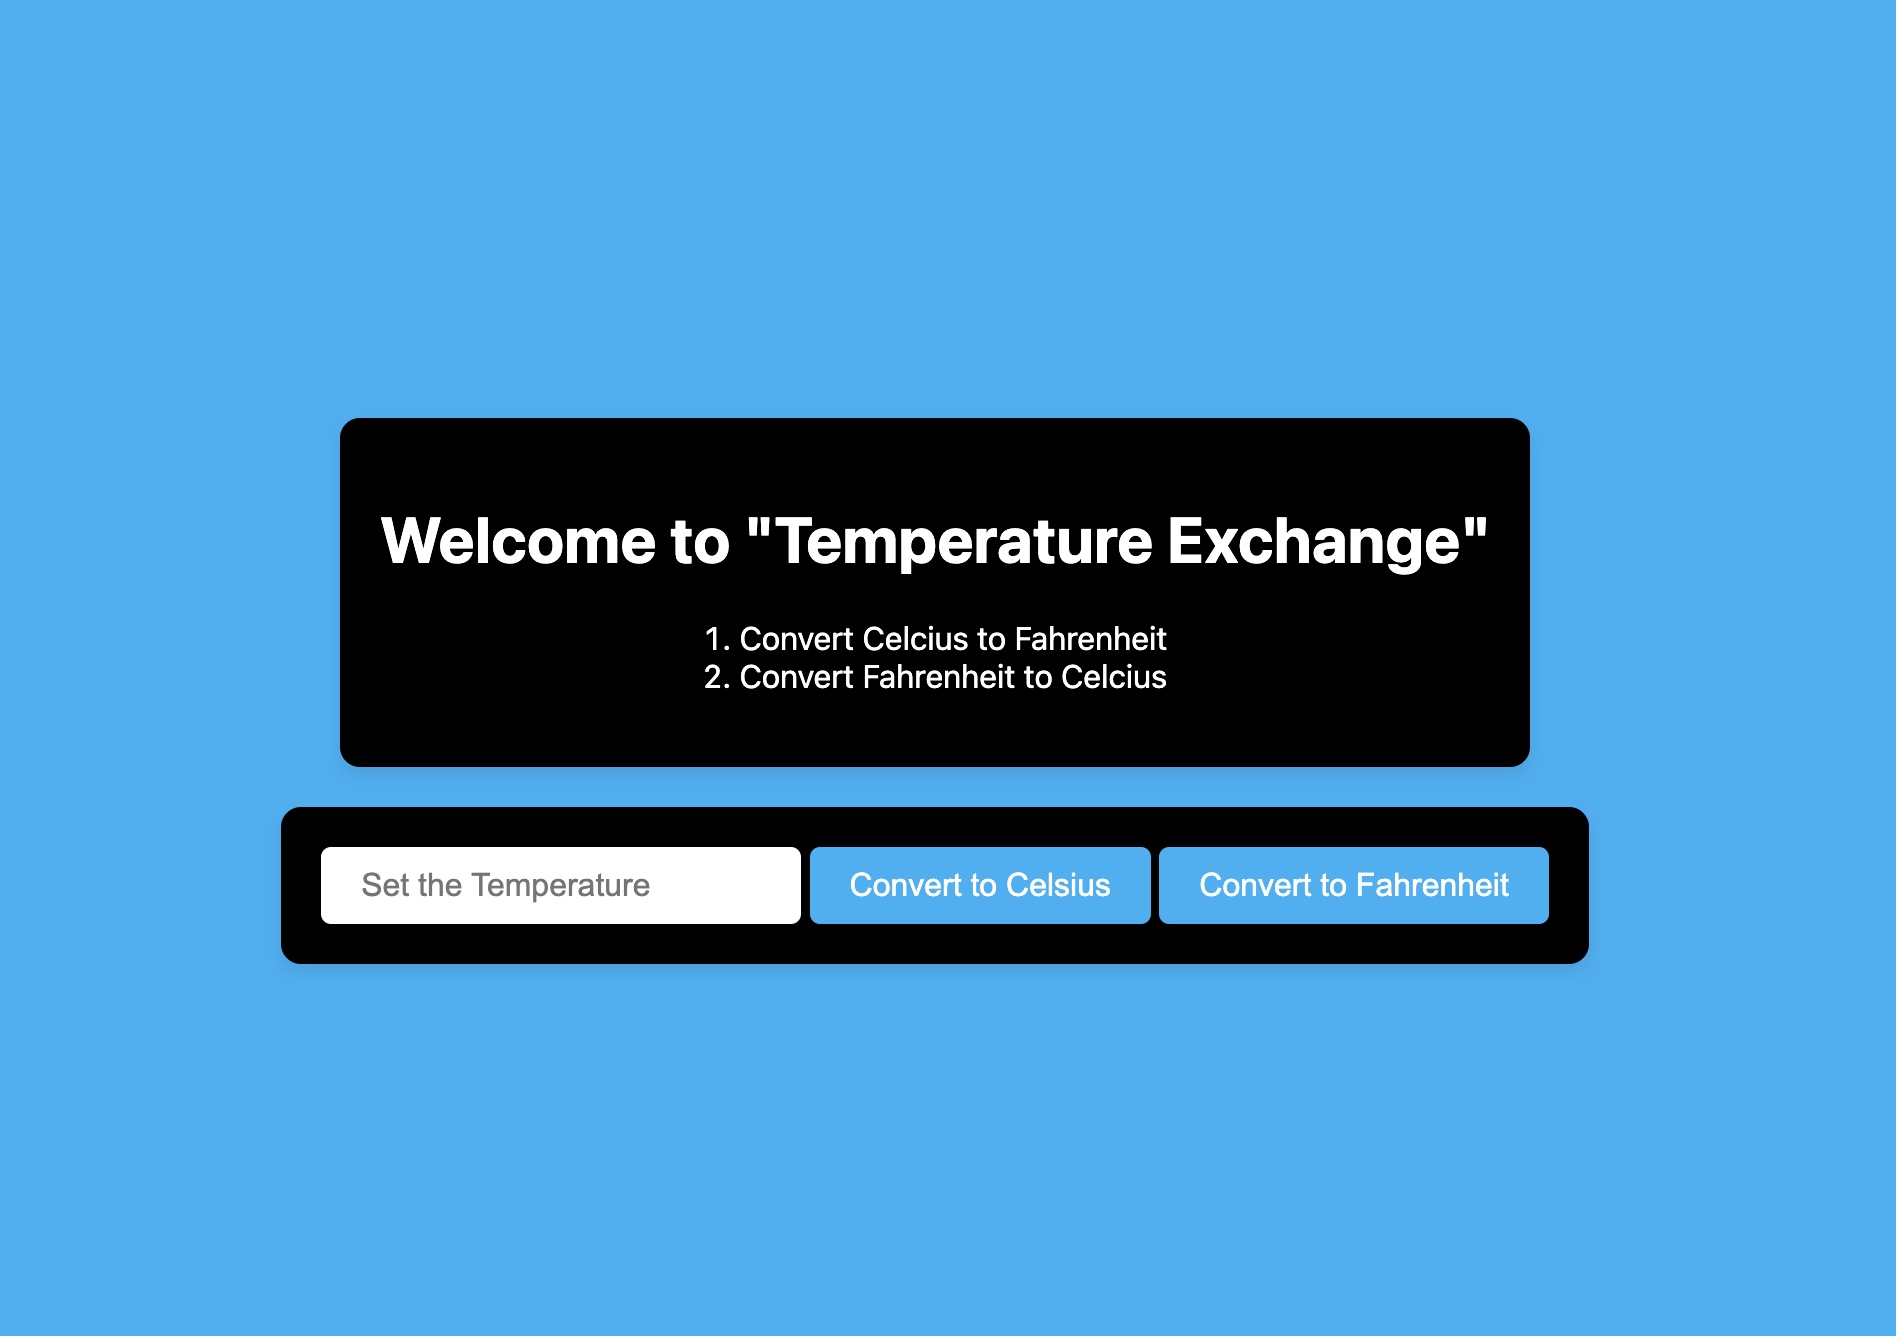 Welcome to "Temperature Exchange"
1. Convert Celcius to Fahrenheit
2. Convert Fahrenheit to Celcius
Set the Temperature Convert to Celsius Convert to Fahrenheit